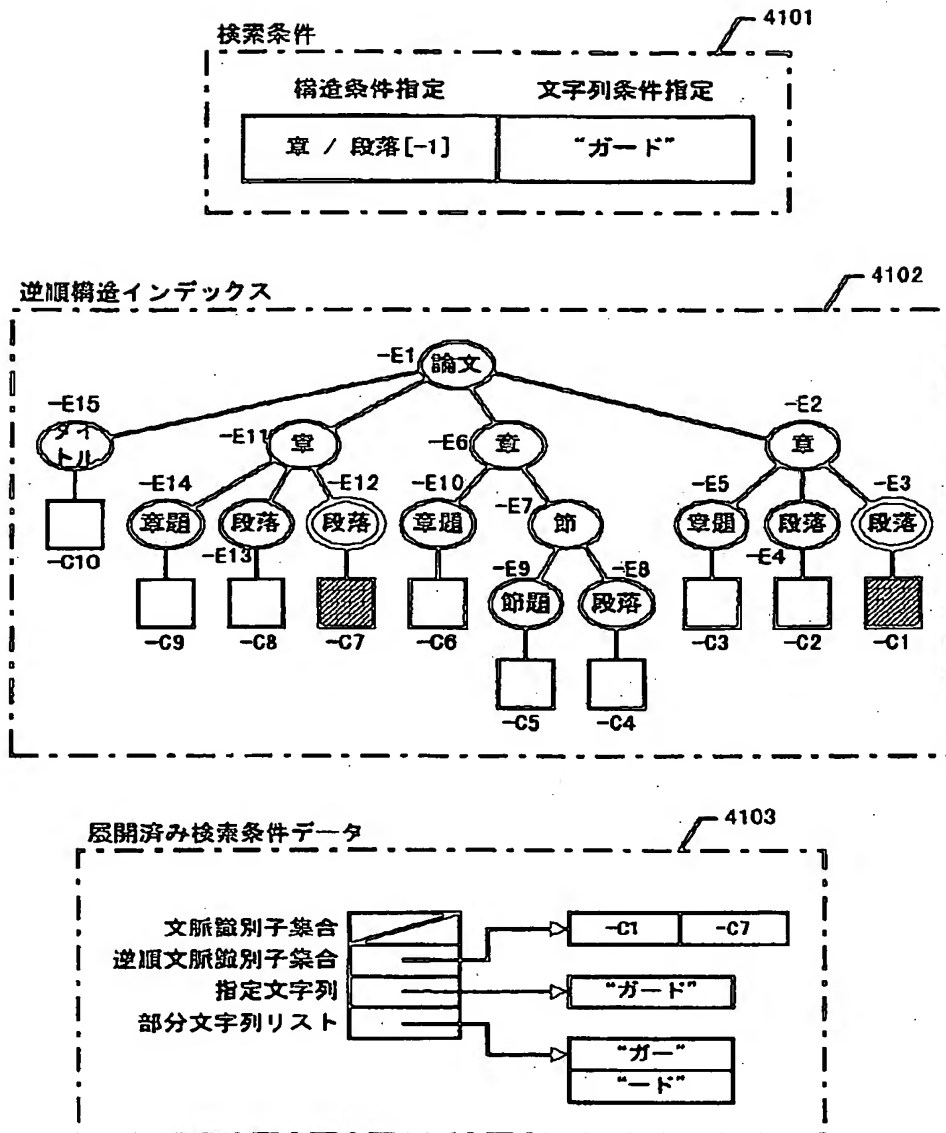 4101
検索条件
構造条件指定 文字列条件指定
章 / 段落[-1] “ガード”
4102
逆順構造インデックス
-E1 論文
-E15 タイトル
-E11 章
-E6 章
-E2 章
-E14 章題
-E13 段落
-E12 段落
-E10 章題
-E7 節
-E5 章題
-E4 段落
-E3 段落
-E9 節題
-E8 段落
-C10
-C9
-C8
-C7
-C6
-C3
-C2
-C1
-C5
-C4
4103
展開済み検索条件データ
文脈識別子集合
逆順文脈識別子集合 -C1 -C7
指定文字列 “ガード”
部分文字列リスト “ガー”
“ード”